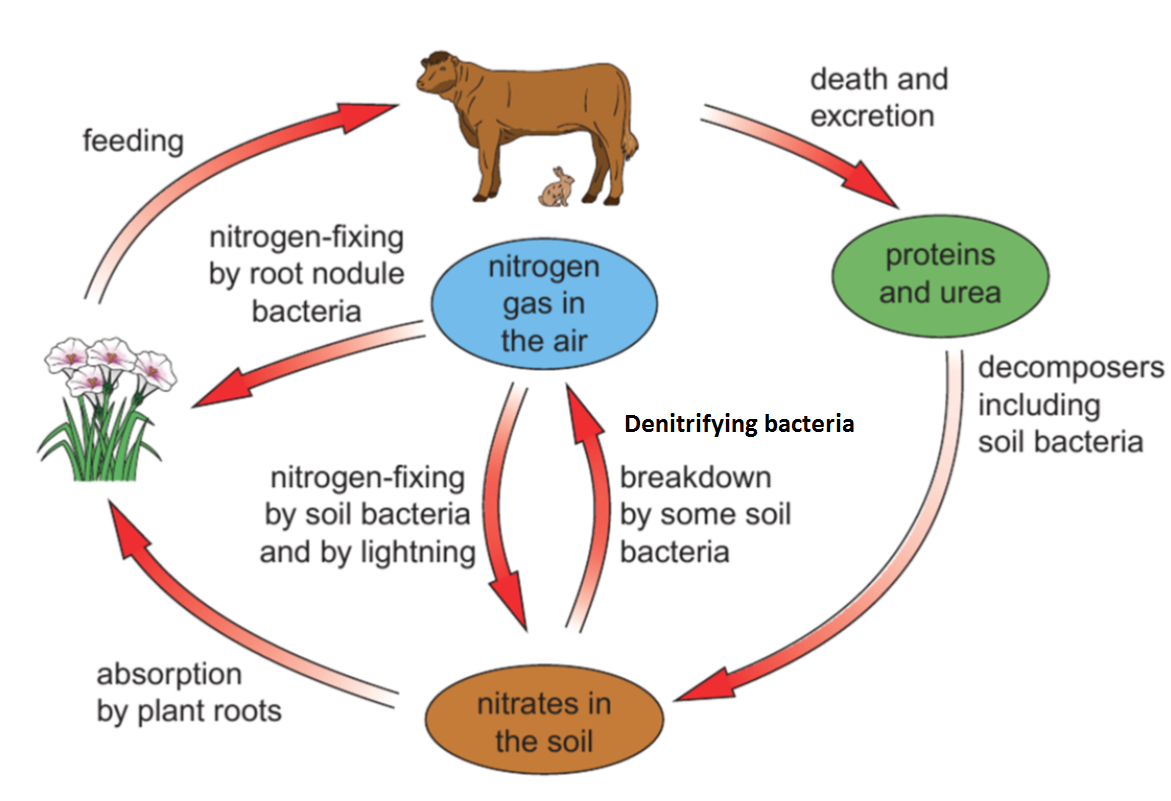 death and
excretion
feeding
nitrogen-fixing
by root nodule
bacteria
nitrogen
gas in
the air
proteins
and urea
decomposers
including
soil bacteria
Denitrifying bacteria
nitrogen-fixing
by soil bacteria
and by lightning
breakdown
by some soil
bacteria
absorption
by plant roots
nitrates in
the soil